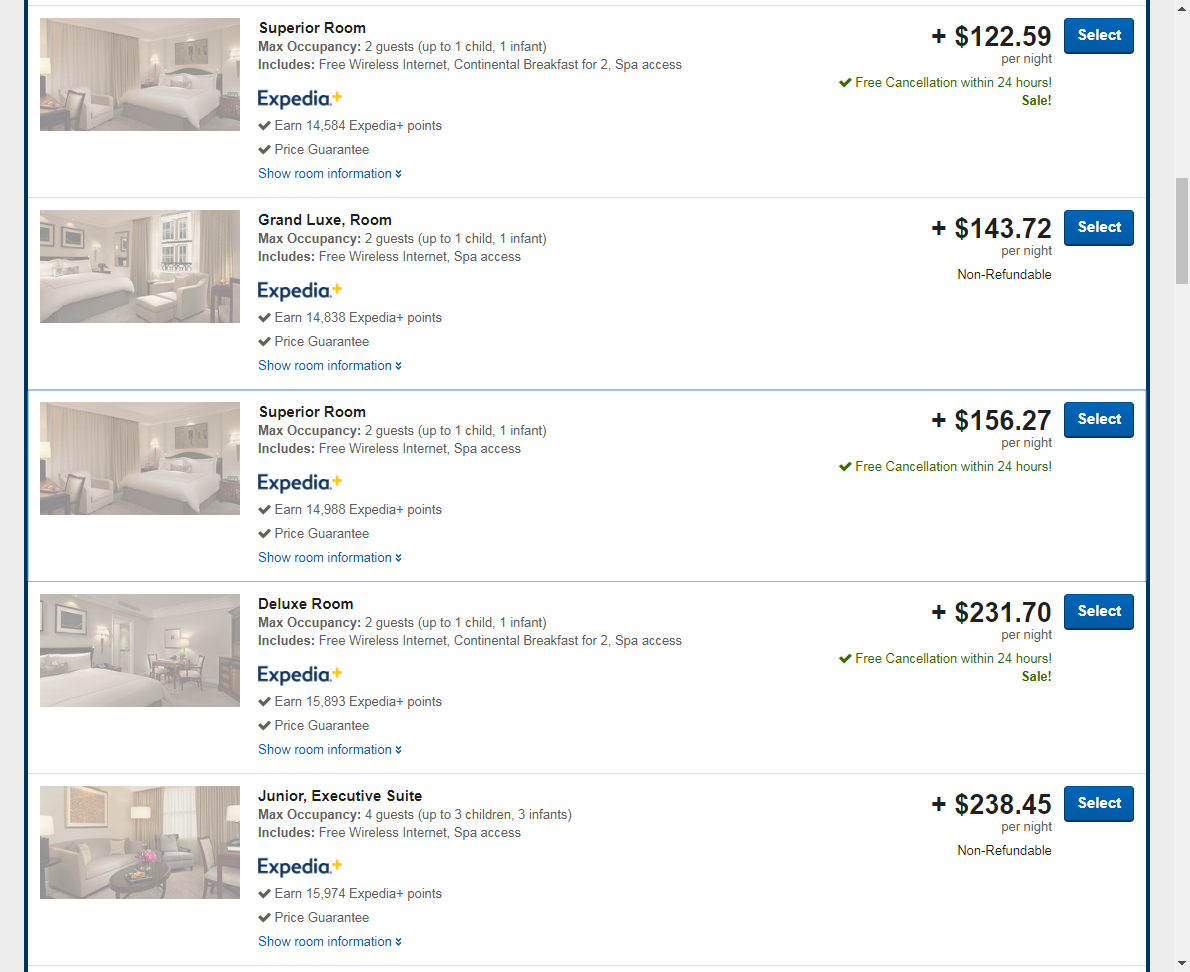 Superior Room
Max Occupancy: 2 guests (up to 1 child, 1 infant)
Includes: Free Wireless Internet, Continental Breakfast for 2, Spa access
Expedia+
Earn 14,584 Expedia+ points
Price Guarantee
Show room information
+ $122.59
per night
Free Cancellation within 24 hours!
Sale!
Select
Grand Luxe, Room
Max Occupancy: 2 guests (up to 1 child, 1 infant)
Includes: Free Wireless Internet, Spa access
Expedia+
Earn 14,838 Expedia+ points
Price Guarantee
Show room information
+ $143.72
per night
Non-Refundable
Select
Superior Room
Max Occupancy: 2 guests (up to 1 child, 1 infant)
Includes: Free Wireless Internet, Spa access
Expedia+
Earn 14,988 Expedia+ points
Price Guarantee
Show room information
+ $156.27
per night
Free Cancellation within 24 hours!
Select
Deluxe Room
Max Occupancy: 2 guests (up to 1 child, 1 infant)
Includes: Free Wireless Internet, Continental Breakfast for 2, Spa access
Expedia+
Earn 15,893 Expedia+ points
Price Guarantee
Show room information
+ $231.70
per night
Free Cancellation within 24 hours!
Sale!
Select
Junior, Executive Suite
Max Occupancy: 4 guests (up to 3 children, 3 infants)
Includes: Free Wireless Internet, Spa access
Expedia+
Earn 15,974 Expedia+ points
Price Guarantee
Show room information
+ $238.45
per night
Non-Refundable
Select